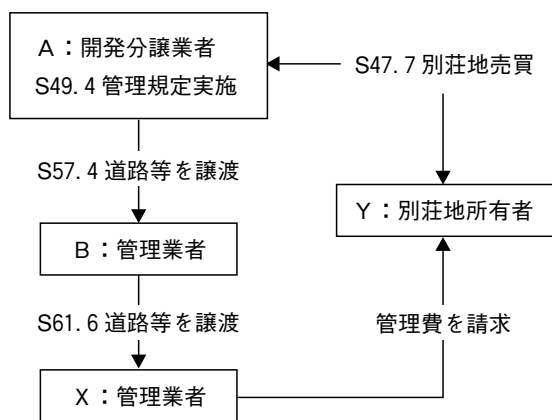 A：開発分譲業者
S49.4 管理規定実施
S47.7 別荘地売買
S57.4 道路等を譲渡
Y：別荘地所有者
B：管理業者
S61.6 道路等を譲渡
管理費を請求
X：管理業者